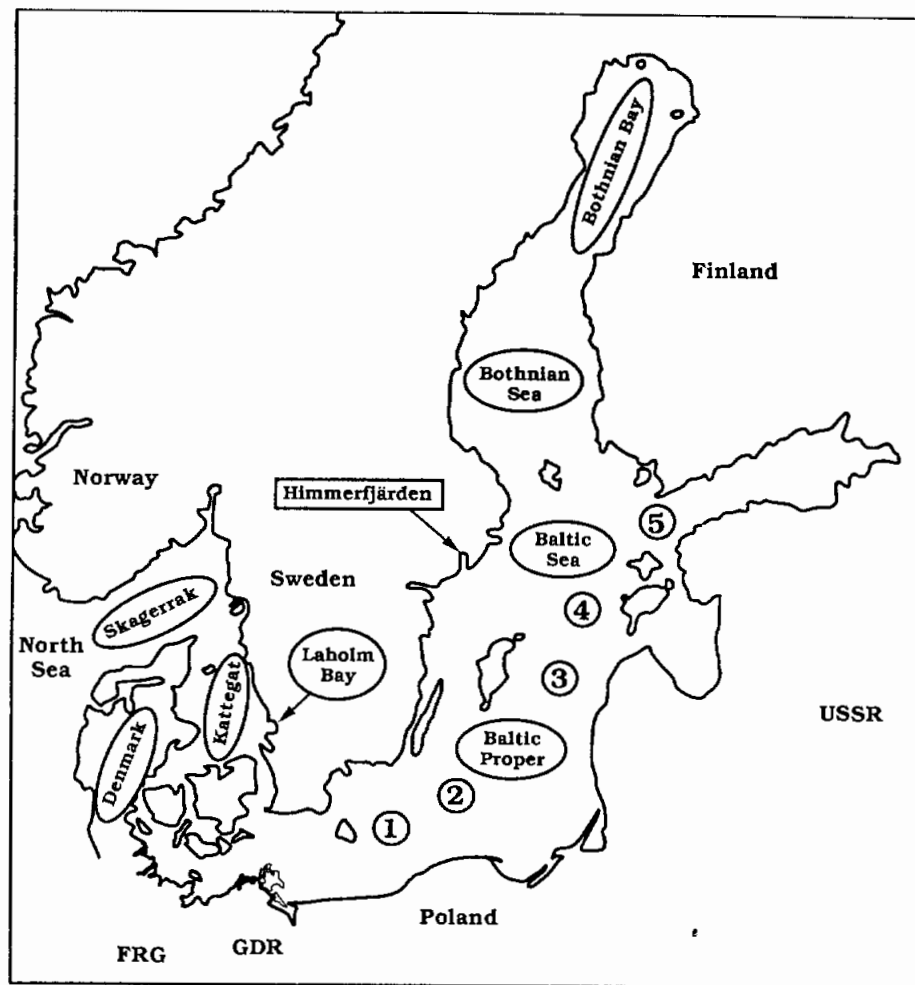 Bothnian Bay
Finland
Bothnian
Sea
Norway
Himmerfjärden
5
Baltic
Sea
Sweden
Skagerrak
4
North
Sea
Laholm
Bay
Kattegat
3
USSR
Baltic
Proper
Denmark
2
1
Poland
FRG
GDR